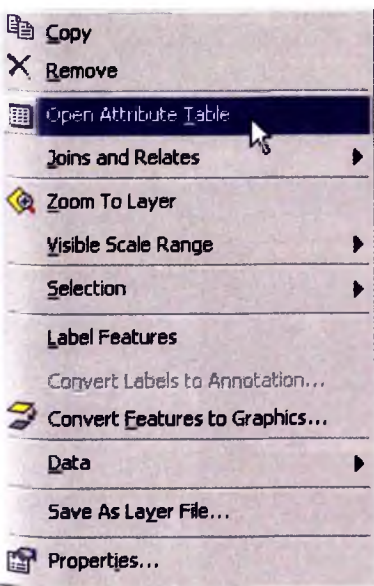 Copy
Remove
Open Attribute Table
Joins and Relates
Zoom To Layer
Visible Scale Range
Selection
Label Features
Convert Labels to Annotation...
Convert Features to Graphics...
Data
Save As Layer File...
Properties...